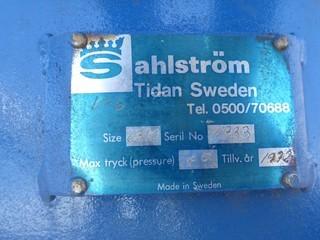 Sahlström
Tidan Sweden
Tel. 0500/70688
Size Seril No
Max tryck (pressure) Tillv. år
Made in Sweden